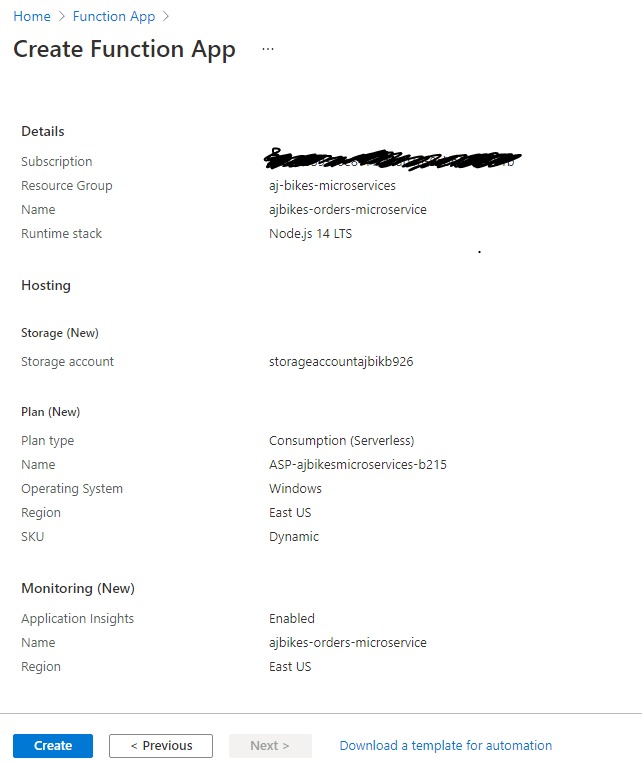 Home > Function App >
Create Function App ...
Details
Subscription
Resource Group aj-bikes-microservices
Name ajbikes-orders-microservice
Runtime stack Node.js 14 LTS
Hosting
Storage (New)
Storage account storageaccountajbikb926
Plan (New)
Plan type Consumption (Serverless)
Name ASP-ajbikesmicroservices-b215
Operating System Windows
Region East US
SKU Dynamic
Monitoring (New)
Application Insights Enabled
Name ajbikes-orders-microservice
Region East US
Create < Previous Next > Download a template for automation